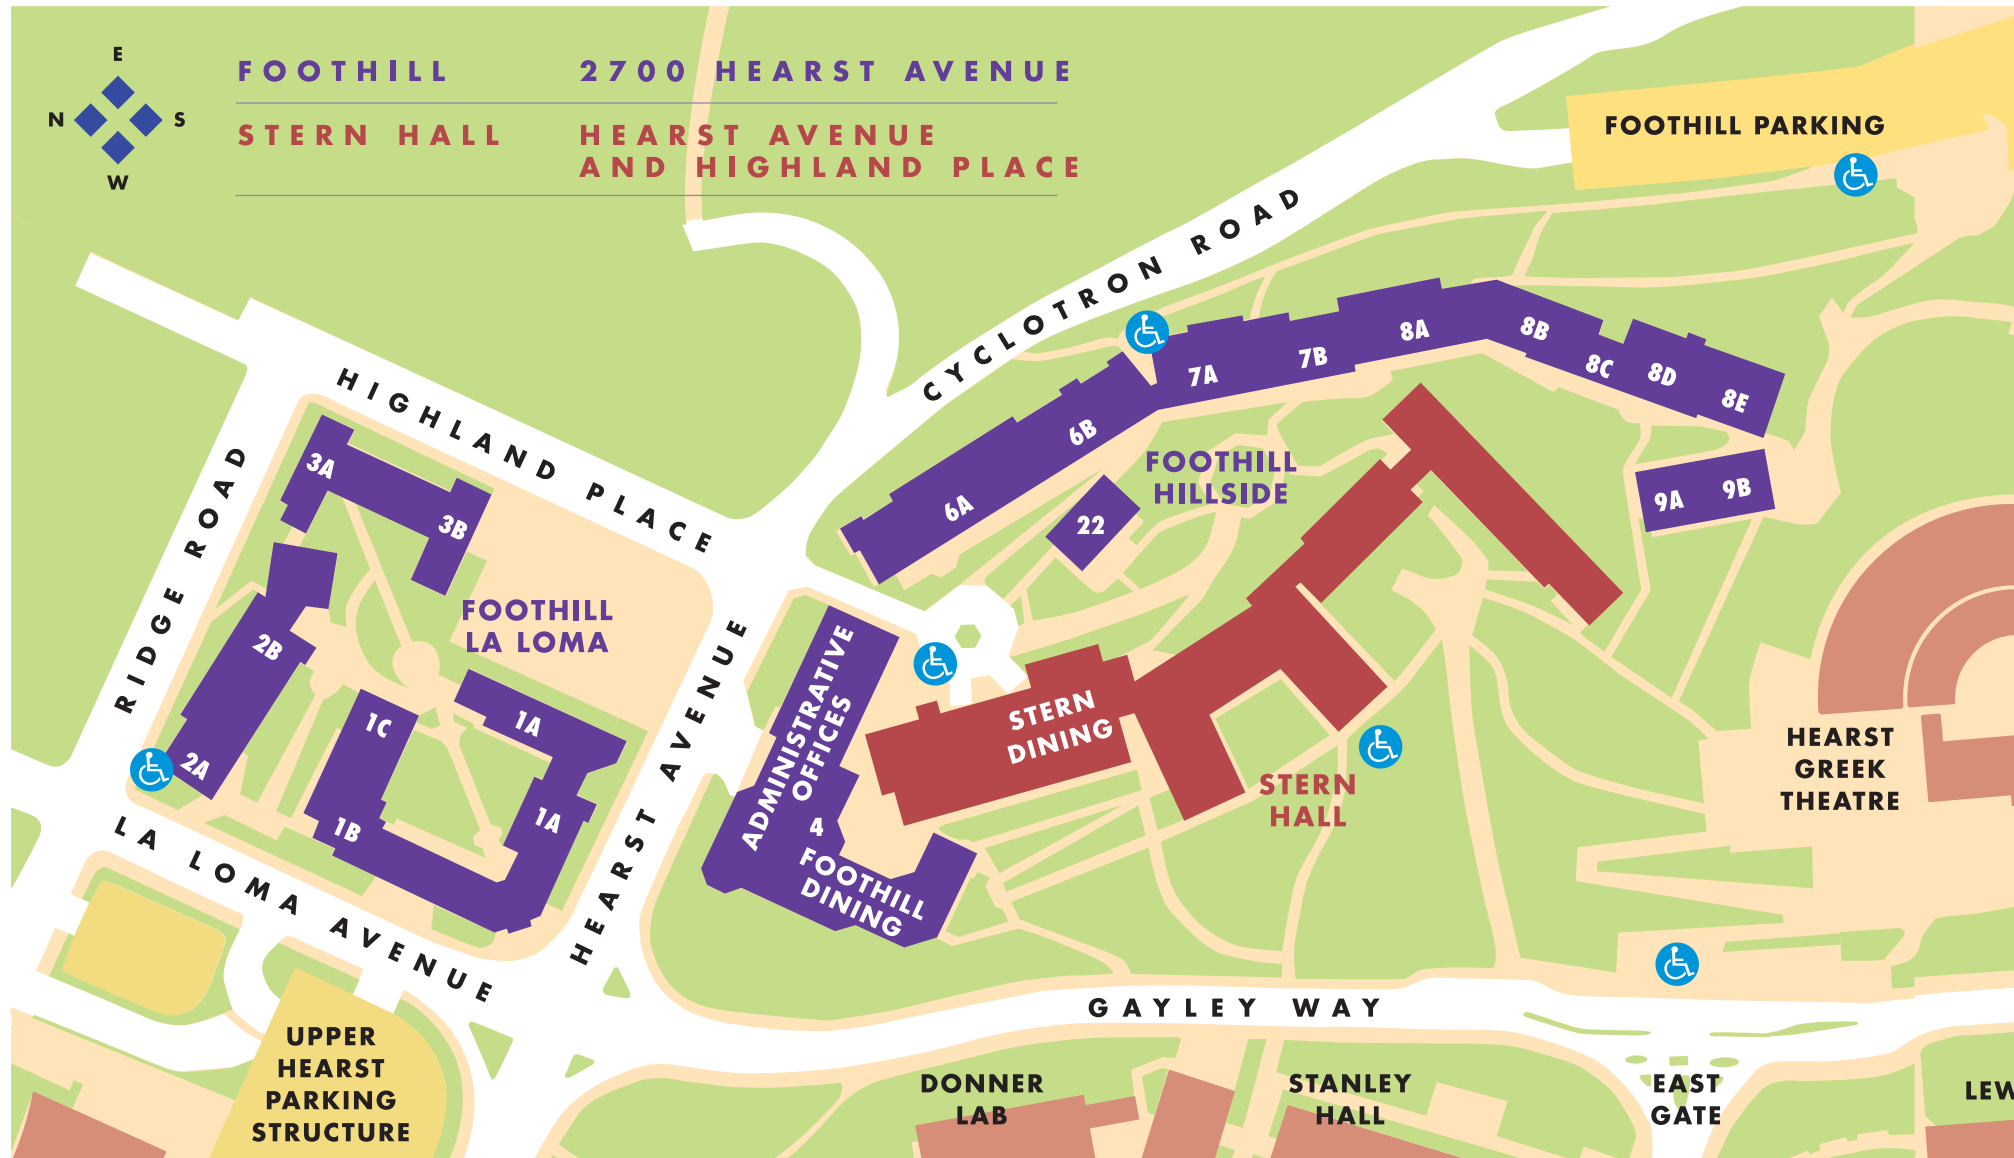 E
N S
W
FOOTHILL 2700 HEARST AVENUE
STERN HALL HEARST AVENUE
AND HIGHLAND PLACE
FOOTHILL PARKING
CYCLOTRON ROAD
HIGHLAND PLACE
RIDGE ROAD
3A
3B
7A
7B
8A
8B
8C
8D
8E
6B
6A
FOOTHILL
HILLSIDE
22
9A
9B
FOOTHILL
LA LOMA
2B
2A
1C
1A
1B
1A
HEARST AVENUE
ADMINISTRATIVE
OFFICES
4
FOOTHILL
DINING
STERN
DINING
STERN
HALL
HEARST
GREEK
THEATRE
LA LOMA AVENUE
GAYLEY WAY
UPPER
HEARST
PARKING
STRUCTURE
DONNER
LAB
STANLEY
HALL
EAST
GATE
LEW